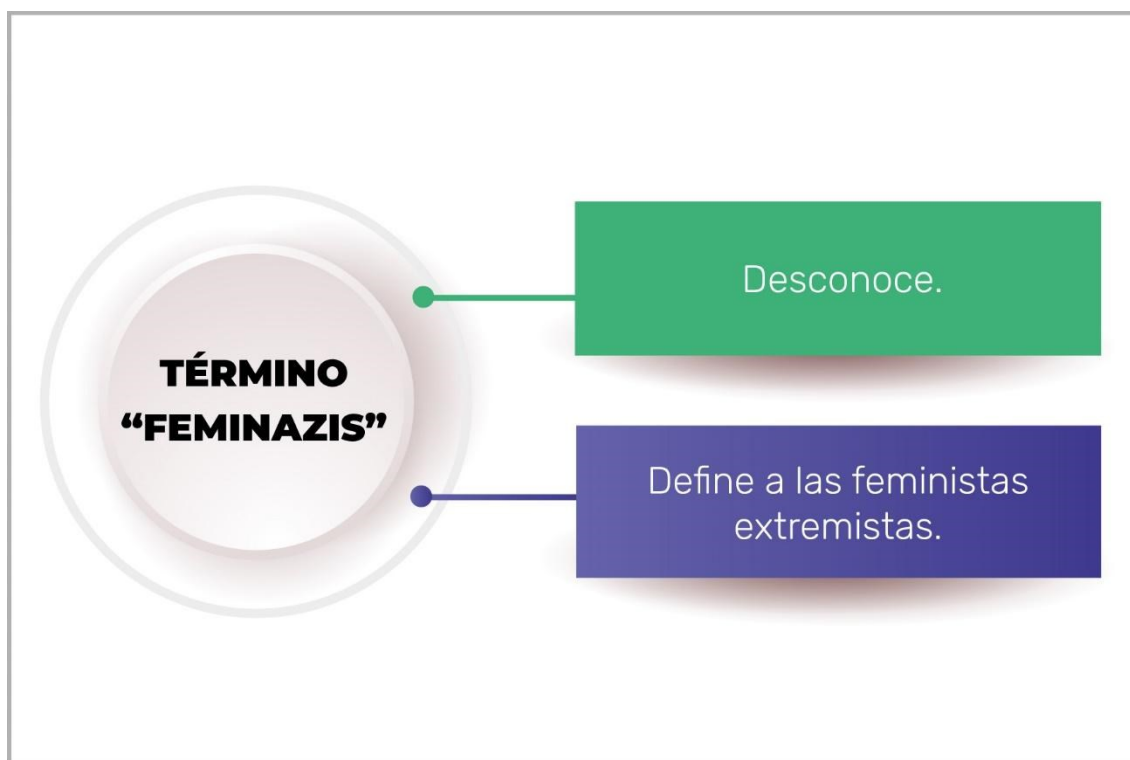 TÉRMINO
“FEMINAZIS”
Desconoce.
Define a las feministas
extremistas.